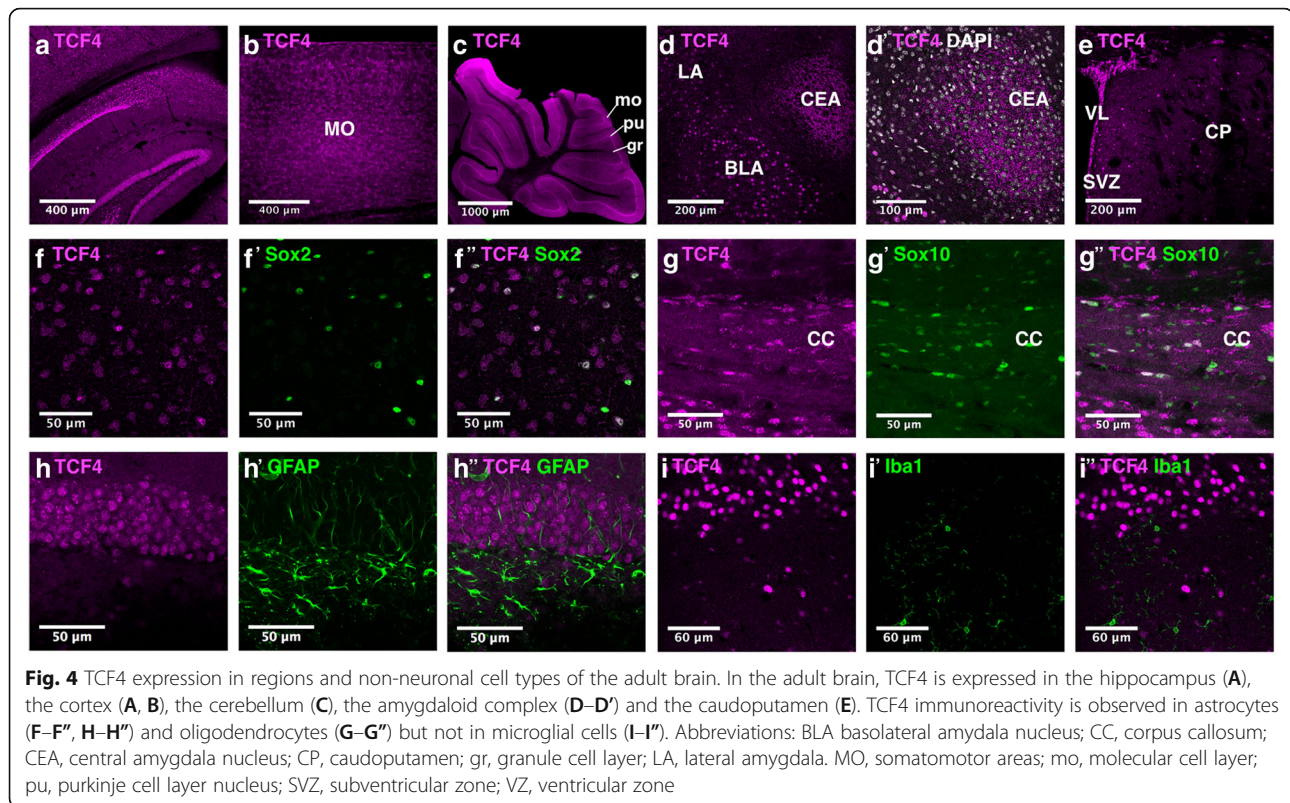 a TCF4
400 µm
b TCF4
MO
400 µm
c TCF4
mo
pu
gr
1000 µm
d TCF4
LA
CEA
BLA
200 µm
d' TCF4 DAPI
CEA
100 µm
e TCF4
VL
CP
SVZ
200 µm
f TCF4
50 µm
f' Sox2
50 µm
f" TCF4 Sox2
50 µm
g TCF4
CC
50 µm
g' Sox10
CC
50 µm
g" TCF4 Sox10
CC
50 µm
h TCF4
50 µm
h' GFAP
50 µm
h" TCF4 GFAP
50 µm
i TCF4
60 µm
i' Iba1
60 µm
i" TCF4 Iba1
60 µm
Fig. 4 TCF4 expression in regions and non-neuronal cell types of the adult brain. In the adult brain, TCF4 is expressed in the hippocampus (A),
the cortex (A, B), the cerebellum (C), the amygdaloid complex (D–D′) and the caudoputamen (E). TCF4 immunoreactivity is observed in astrocytes
(F–F″, H–H″) and oligodendrocytes (G–G″) but not in microglial cells (I–I″). Abbreviations: BLA basolateral amydala nucleus; CC, corpus callosum;
CEA, central amygdala nucleus; CP, caudoputamen; gr, granule cell layer; LA, lateral amygdala. MO, somatomotor areas; mo, molecular cell layer;
pu, purkinje cell layer nucleus; SVZ, subventricular zone; VZ, ventricular zone